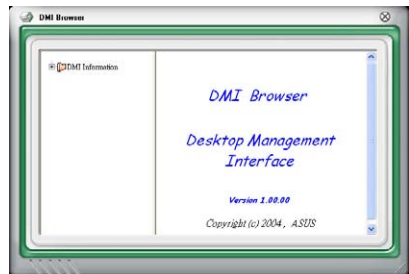 DMI Browser
DMI Information
DMI Browser
Desktop Management
Interface
Version 1.00.00
Copyright (c) 2004, ASUS